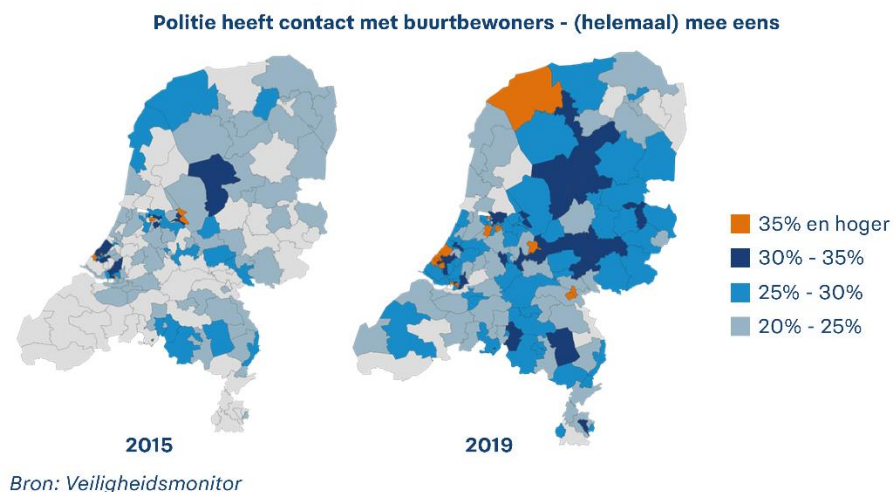 Politie heeft contact met buurtbewoners - (helemaal) mee eens
35% en hoger
30% - 35%
25% - 30%
20% - 25%
2015
2019
Bron: Veiligheidsmonitor